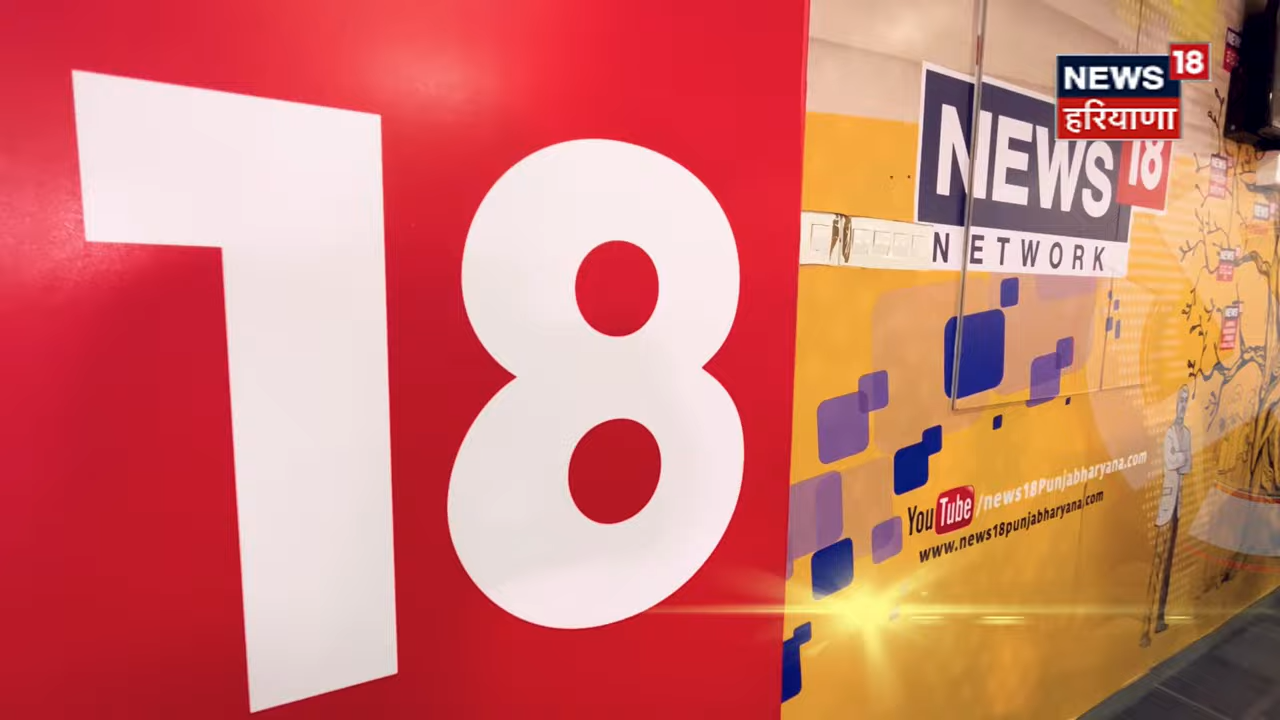 18
NEWS 18
हरियाणा
NEWS 18
NETWORK
YouTube /news18Punjabharyana.com
www.news18punjabharyana.com